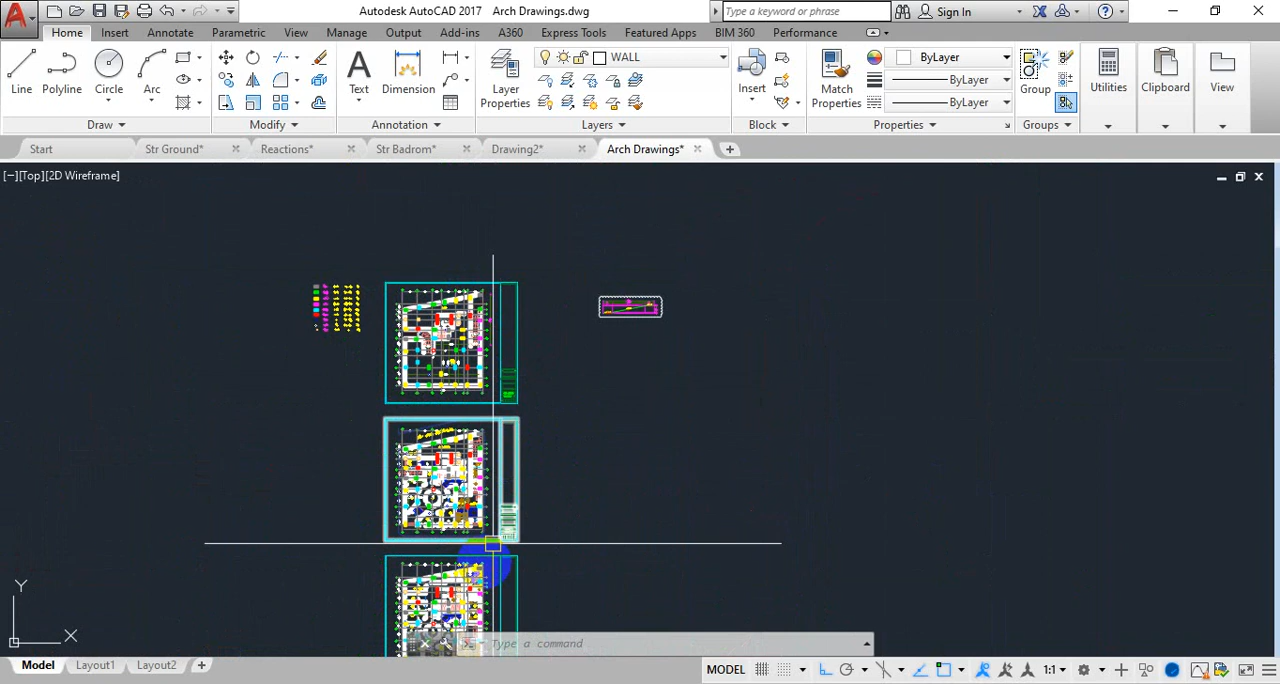 Autodesk AutoCAD 2017 Arch Drawings.dwg
Type a keyword or phrase
Sign In
Home Insert Annotate Parametric View Manage Output Add-ins A360 Express Tools Featured Apps BIM 360 Performance
Line Polyline Circle Arc
Text Dimension
Layer Properties
WALL
Insert
Match Properties
ByLayer
ByLayer
ByLayer
Group
Utilities
Clipboard
View
Draw Modify Annotation Layers Block Properties Groups
Start Str Ground* Reactions* Str Badrom* Drawing2* Arch Drawings*
[−][Top][2D Wireframe]
Y
X
Type a command
Model Layout1 Layout2
MODEL 1:1